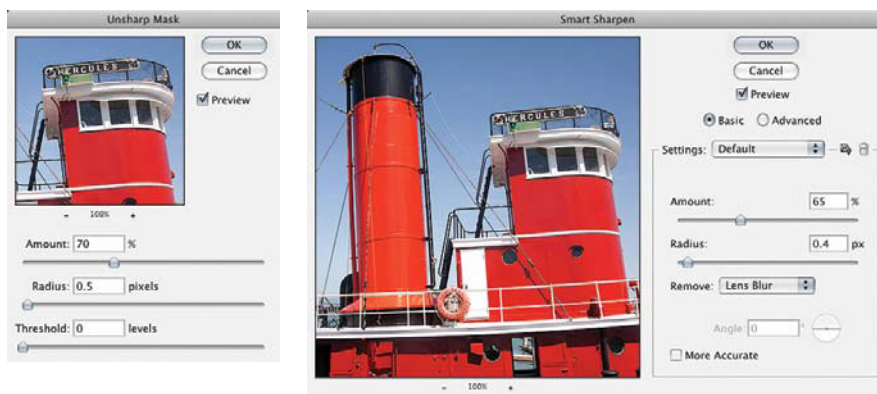 Unsharp Mask
HERCULES
OK
Cancel
Preview
- 100% +
Amount: 70 %
Radius: 0.5 pixels
Threshold: 0 levels
Smart Sharpen
HERCULES
OK
Cancel
Preview
Basic Advanced
Settings: Default
Amount: 65 %
Radius: 0.4 px
Remove: Lens Blur
Angle: 0 °
More Accurate
- 100% +